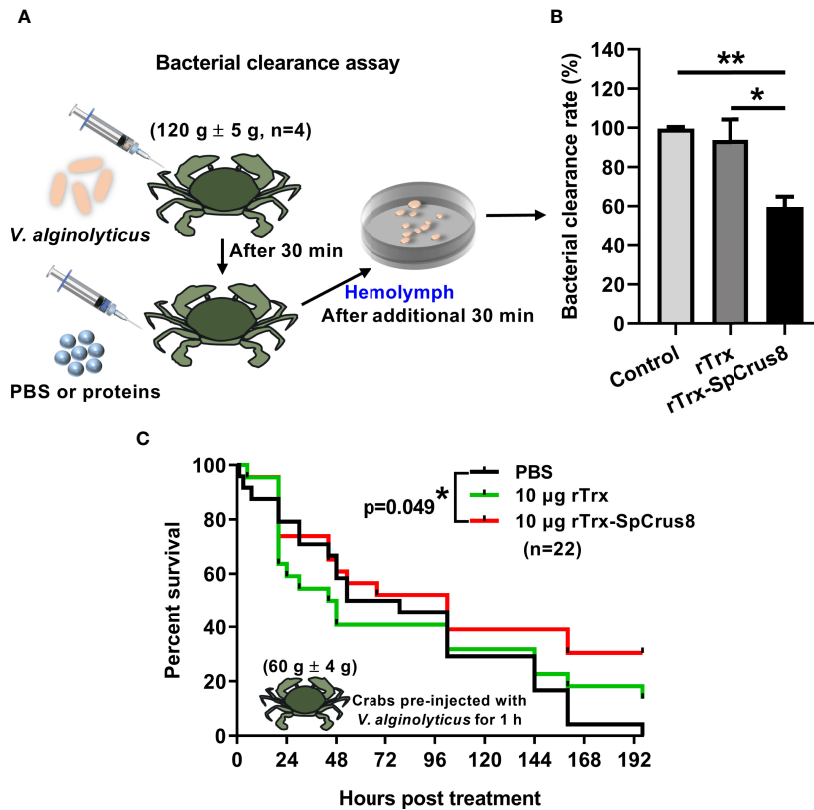 A
Bacterial clearance assay
(120 g ± 5 g, n=4)
V. alginolyticus
After 30 min
Hemolymph
After additional 30 min
PBS or proteins
B
Bacterial clearance rate (%)
140
120
100
80
60
40
20
0
**
*
Control
rTrx
rTrx-SpCrus8
C
Percent survival
100
80
60
40
20
0
PBS
10 µg rTrx
10 µg rTrx-SpCrus8
(n=22)
p=0.049*
(60 g ± 4 g)
Crabs pre-injected with
V. alginolyticus for 1 h
0 24 48 72 96 120 144 168 192
Hours post treatment